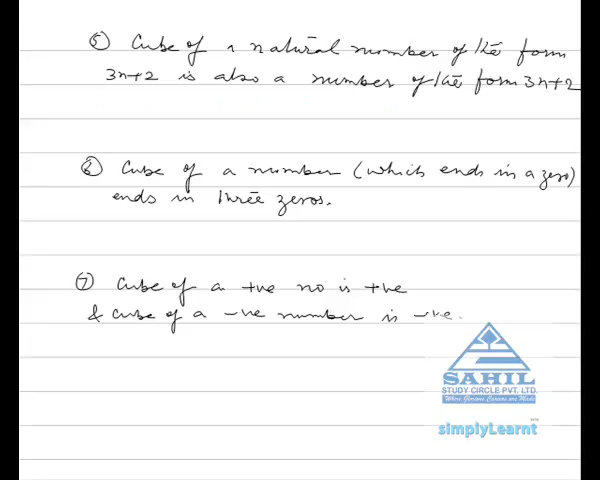 ⑤ Cube of a natural number of the form
3n+2 is also a number of the form 3n+2
⑥ Cube of a number (which ends in a zero)
ends in three zeros.
⑦ Cube of a +ve no is +ve
& cube of a -ve number is -ve.
SAHIL
STUDY CIRCLE PVT. LTD.
Where Glorious Careers are Made
simplyLearnt